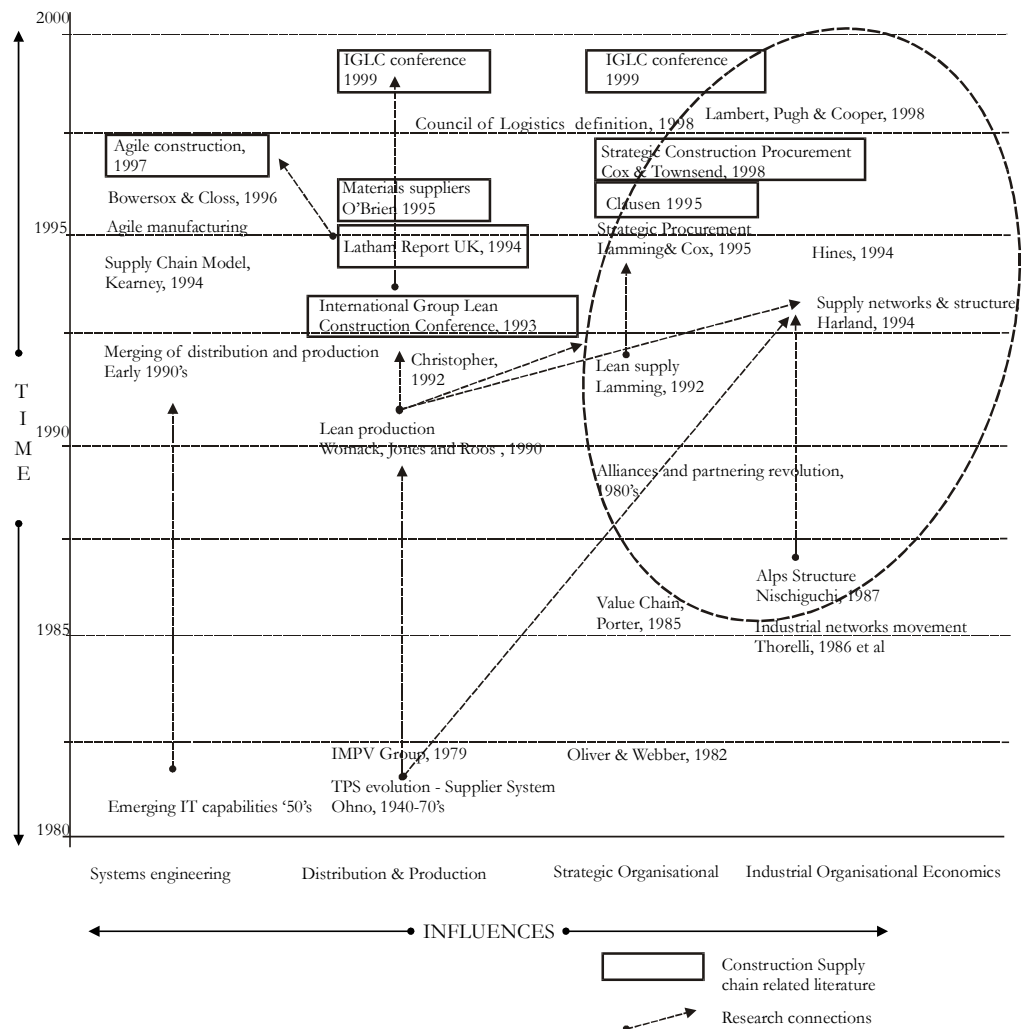 2000
IGLC conference
1999
IGLC conference
1999
Lambert, Pugh & Cooper, 1998
Council of Logistics definition, 1998
Agile construction,
1997
Strategic Construction Procurement
Cox & Townsend, 1998
Materials suppliers
O'Brien 1995
Bowersox & Closs, 1996
Clausen 1995
1995
Agile manufacturing
Strategic Procurement
Lamming& Cox, 1995
Latham Report UK, 1994
Hines, 1994
Supply Chain Model,
Kearney, 1994
International Group Lean
Construction Conference, 1993
Supply networks & structure
Harland, 1994
Merging of distribution and production
Early 1990's
Christopher,
1992
Lean supply
Lamming, 1992
T
I
M
E
1990
Lean production
Womack, Jones and Roos , 1990
Alliances and partnering revolution,
1980's
Alps Structure
Nischiguchi, 1987
Value Chain,
Porter, 1985
1985
Industrial networks movement
Thorelli, 1986 et al
IMPV Group, 1979
Oliver & Webber, 1982
TPS evolution - Supplier System
Ohno, 1940-70's
Emerging IT capabilities '50's
1980
Systems engineering
Distribution & Production
Strategic Organisational
Industrial Organisational Economics
INFLUENCES
Construction Supply
chain related literature
Research connections